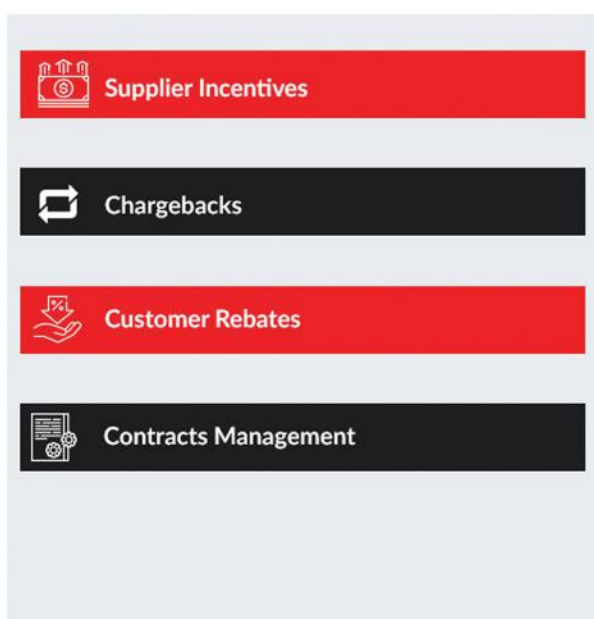 Supplier Incentives
Chargebacks
Customer Rebates
Contracts Management